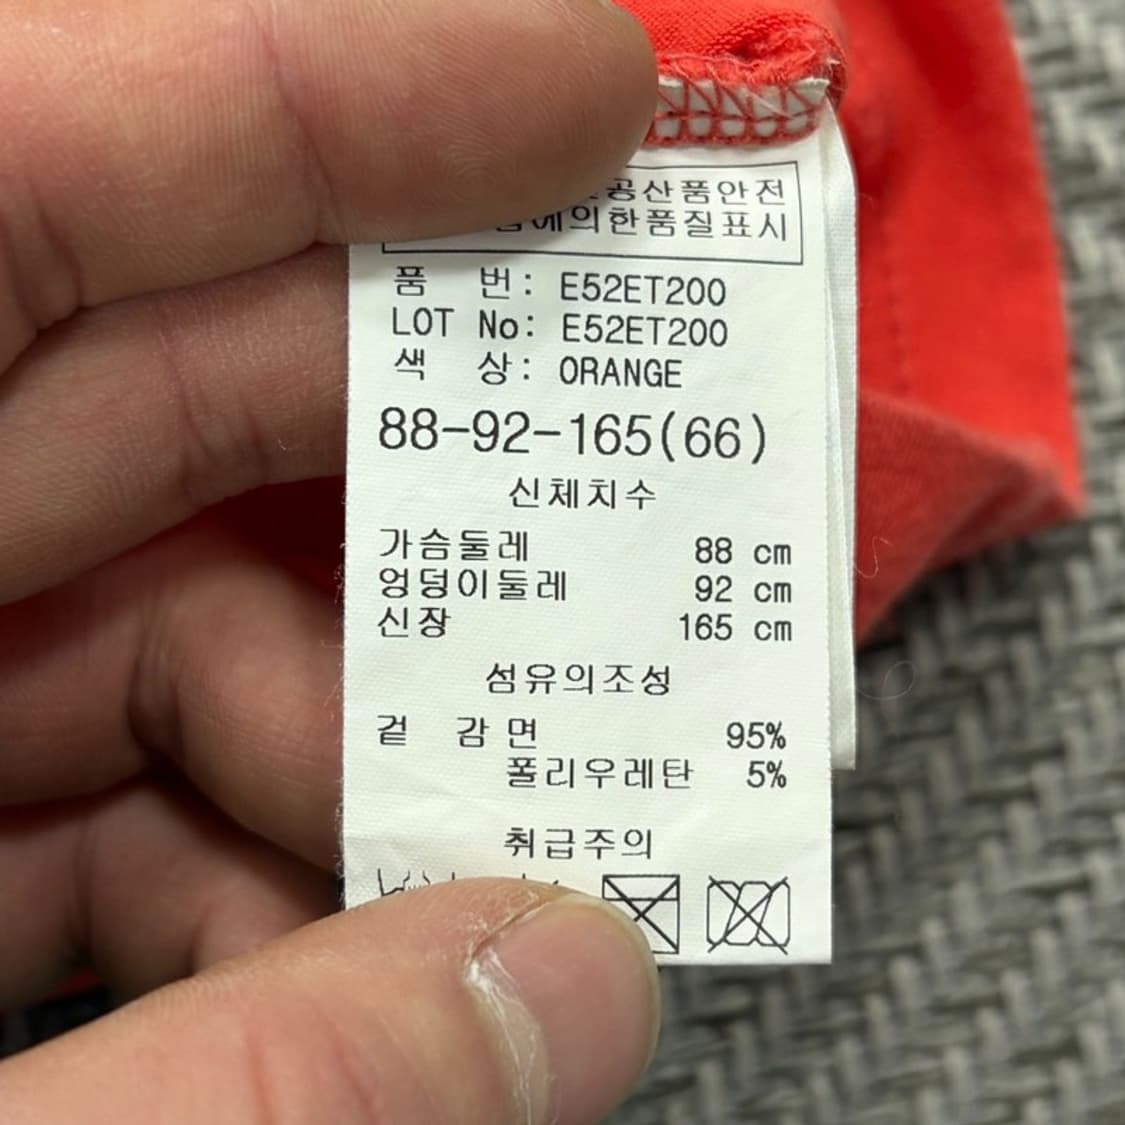 공산품안전
에의한품질표시
품 번: E52ET200
LOT No: E52ET200
색 상: ORANGE
88-92-165(66)
신체치수
가슴둘레 88 cm
엉덩이둘레 92 cm
신장 165 cm
섬유의조성
겉 감 면 95%
폴리우레탄 5%
취급주의